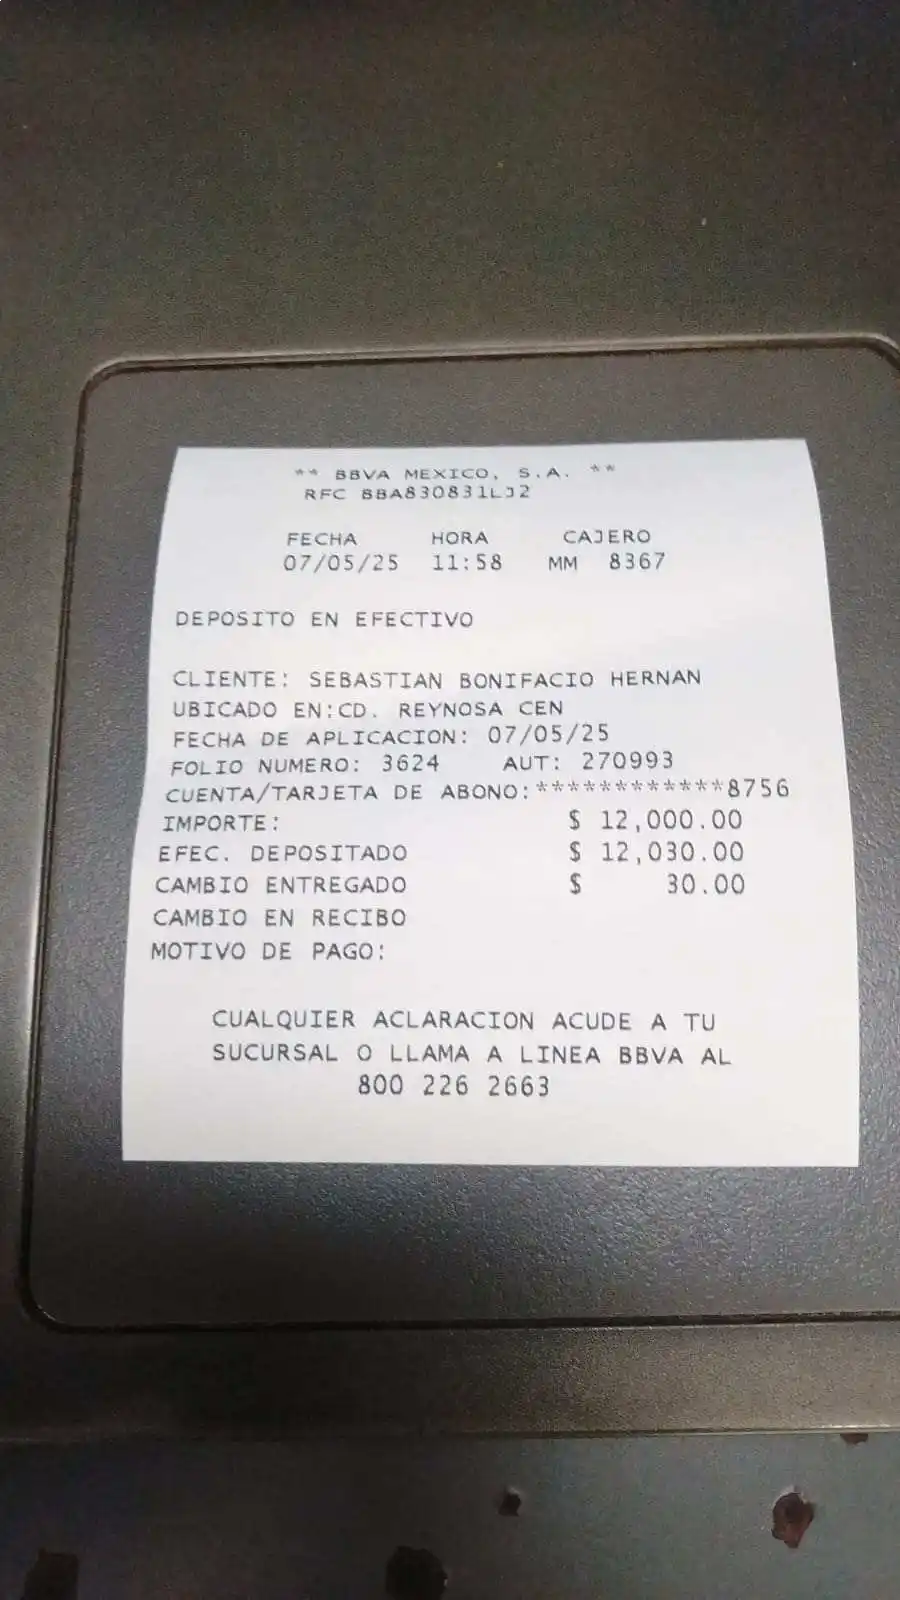 ** BBVA MEXICO, S.A. **
RFC BBA830831LJ2
FECHA HORA CAJERO
07/05/25 11:58 MM 8367
DEPOSITO EN EFECTIVO
CLIENTE: SEBASTIAN BONIFACIO HERNAN
UBICADO EN:CD. REYNOSA CEN
FECHA DE APLICACION: 07/05/25
FOLIO NUMERO: 3624 AUT: 270993
CUENTA/TARJETA DE ABONO:************8756
IMPORTE: $ 12,000.00
EFEC. DEPOSITADO $ 12,030.00
CAMBIO ENTREGADO $ 30.00
CAMBIO EN RECIBO
MOTIVO DE PAGO:
CUALQUIER ACLARACION ACUDE A TU
SUCURSAL O LLAMA A LINEA BBVA AL
800 226 2663